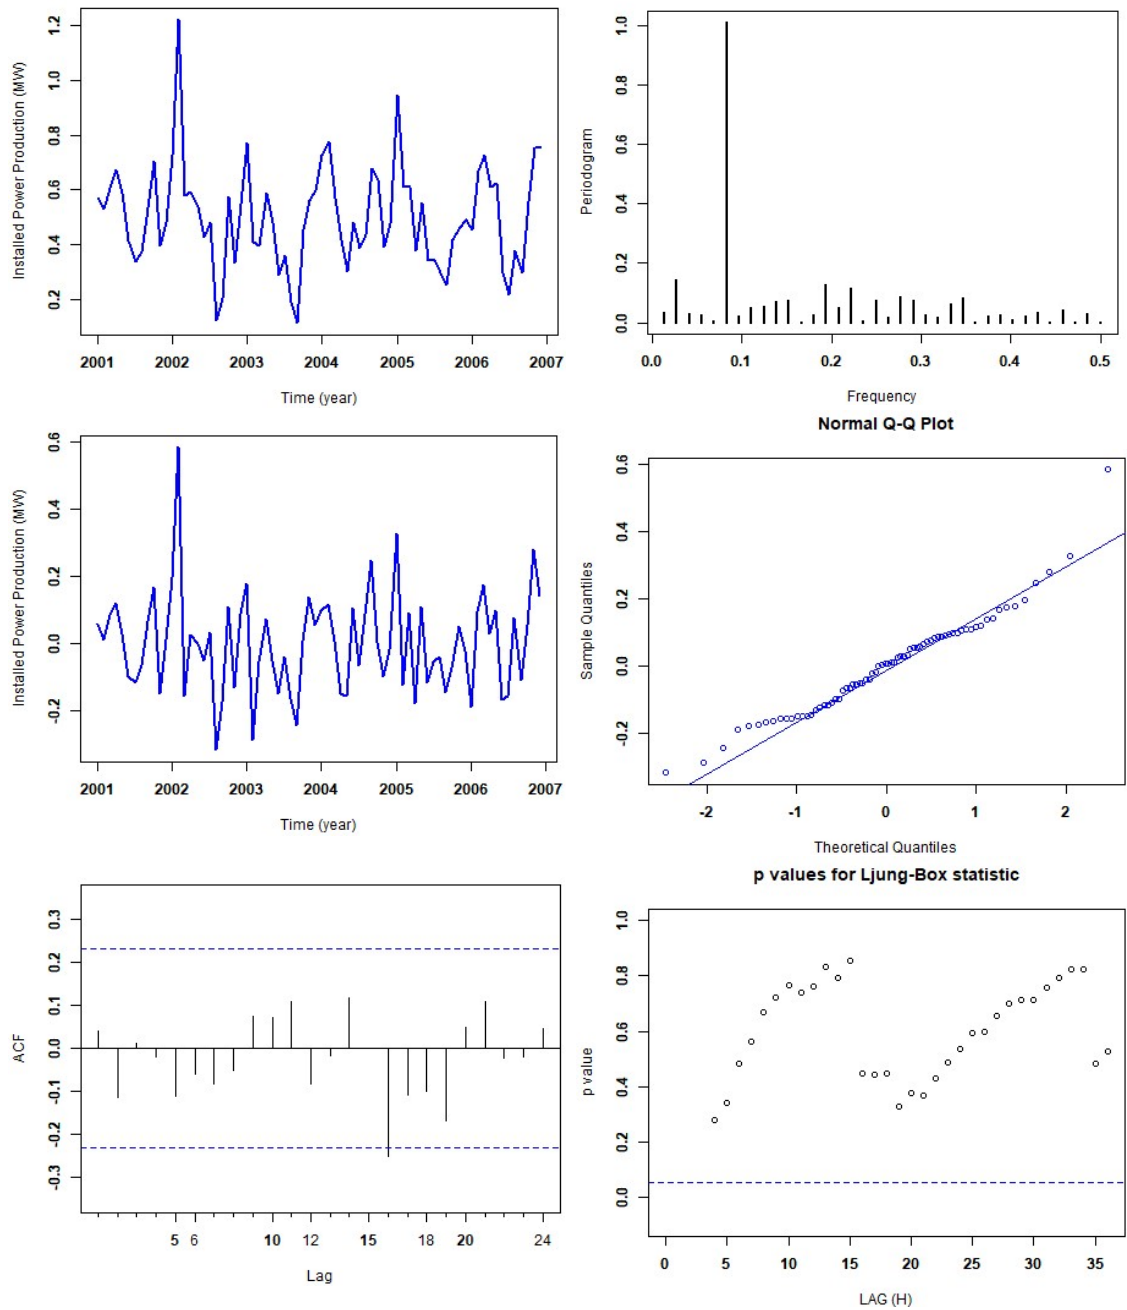 Installed Power Production (MW)
1.2
1.0
0.8
0.6
0.4
0.2
2001 2002 2003 2004 2005 2006 2007
Time (year)
Periodogram
1.0
0.8
0.6
0.4
0.2
0.0
0.0 0.1 0.2 0.3 0.4 0.5
Frequency
Installed Power Production (MW)
0.6
0.4
0.2
0.0
-0.2
2001 2002 2003 2004 2005 2006 2007
Time (year)
Normal Q-Q Plot
Sample Quantiles
0.6
0.4
0.2
0.0
-0.2
-2 -1 0 1 2
Theoretical Quantiles
ACF
0.3
0.2
0.1
0.0
-0.1
-0.2
-0.3
5 6 10 12 15 18 20 24
Lag
p values for Ljung-Box statistic
p value
1.0
0.8
0.6
0.4
0.2
0.0
0 5 10 15 20 25 30 35
LAG (H)